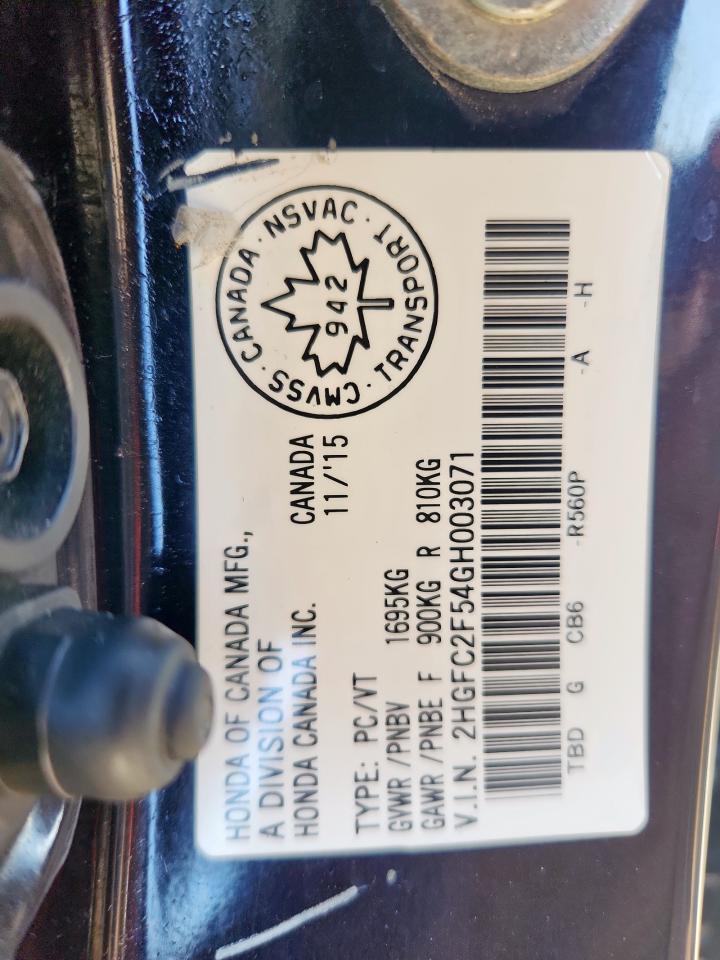 HONDA OF CANADA MFG.,
A DIVISION OF
HONDA CANADA INC.
CANADA
11/'15
TYPE: PC/VT
GVWR/PNBV 1695KG
GAWR/PNBE F 900KG R 810KG
V.I.N. 2HGFC2F54GH003071
TBD G CB6 -R560P -A -H
CANADA · NSVAC · TRANSPORT · CMVSS ·
942